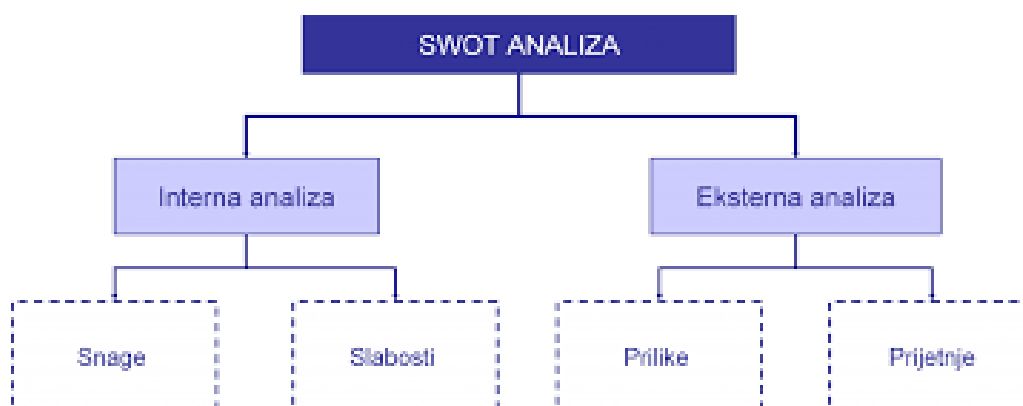 SWOT ANALIZA
Interna analiza
Eksterna analiza
Snage
Slabosti
Prilike
Prijetnje